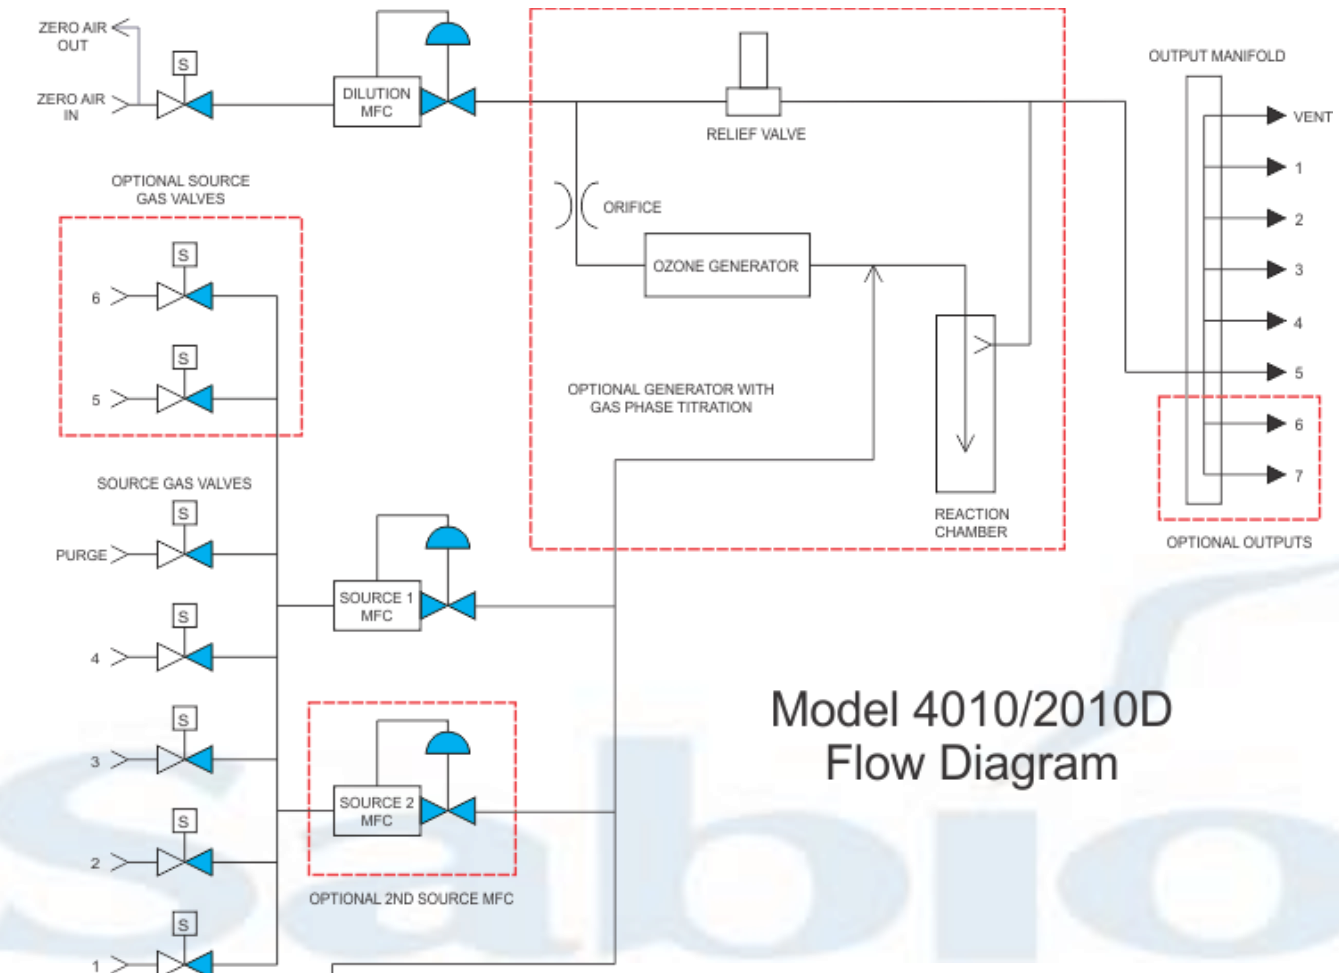 ZERO AIR
OUT
S
ZERO AIR
IN
DILUTION
MFC
RELIEF VALVE
OUTPUT MANIFOLD
VENT
1
2
3
4
5
6
7
OPTIONAL OUTPUTS
OPTIONAL SOURCE
GAS VALVES
S
6
S
5
ORIFICE
OZONE GENERATOR
OPTIONAL GENERATOR WITH
GAS PHASE TITRATION
REACTION
CHAMBER
SOURCE GAS VALVES
S
PURGE
SOURCE 1
MFC
S
4
S
3
SOURCE 2
MFC
OPTIONAL 2ND SOURCE MFC
S
2
S
1
Model 4010/2010D
Flow Diagram
Sabio